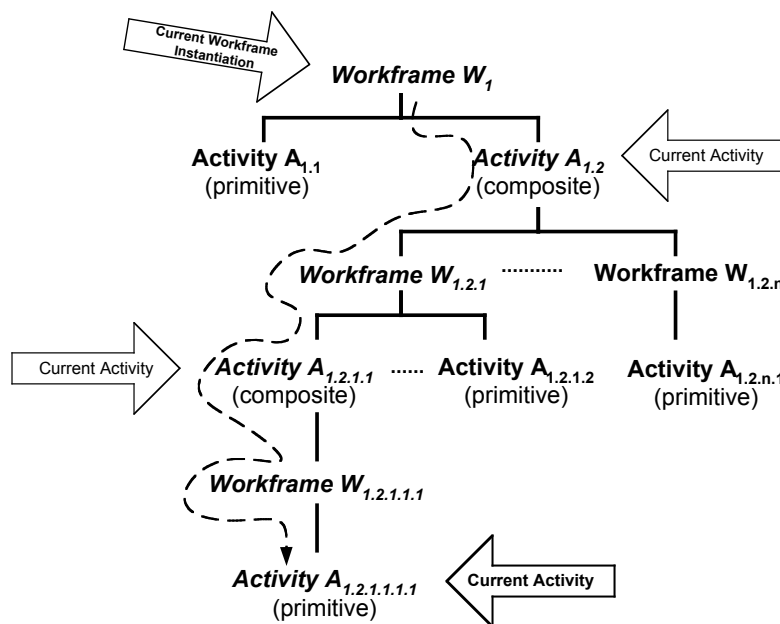 Current Workframe
Instantiation
Workframe W1
Activity A1.1
(primitive)
Activity A1.2
(composite)
Current Activity
Workframe W1.2.1
...........
Workframe W1.2.n
Current Activity
Activity A1.2.1.1
(composite)
......
Activity A1.2.1.2
(primitive)
Activity A1.2.n.1
(primitive)
Workframe W1.2.1.1.1
Activity A1.2.1.1.1.1
(primitive)
Current Activity